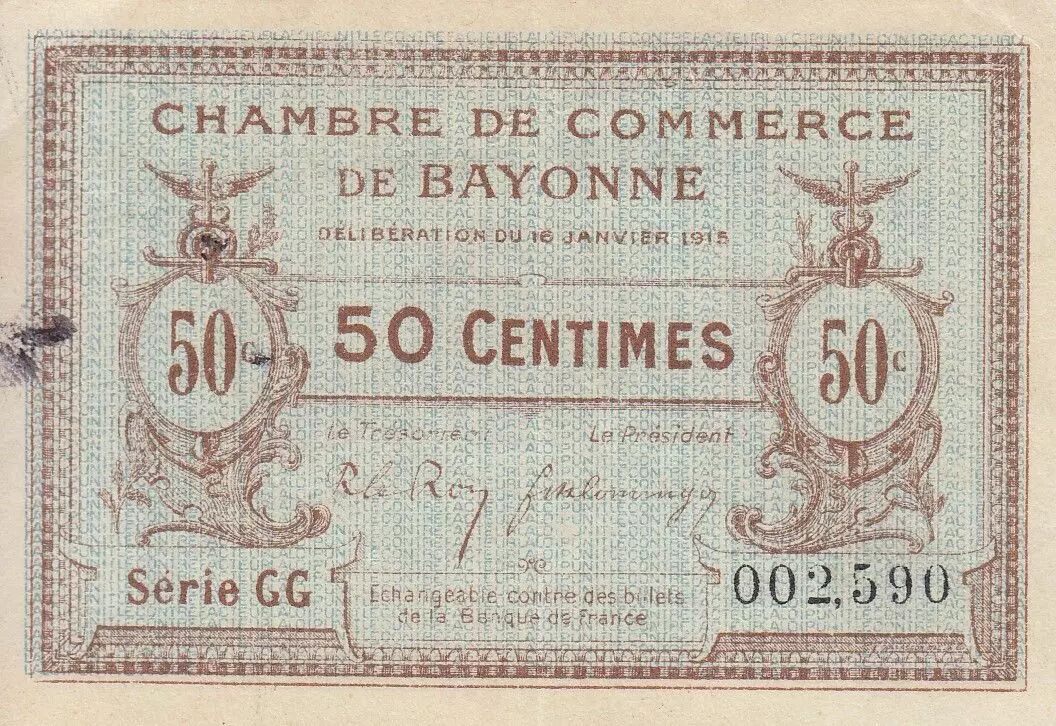 CHAMBRE DE COMMERCE
DE BAYONNE
DÉLIBÉRATION DU 16 JANVIER 1915
50c
50 CENTIMES
50c
Le Trésorier
Le Président
Série GG
Echangeable contre des billets
de la Banque de France
002,590